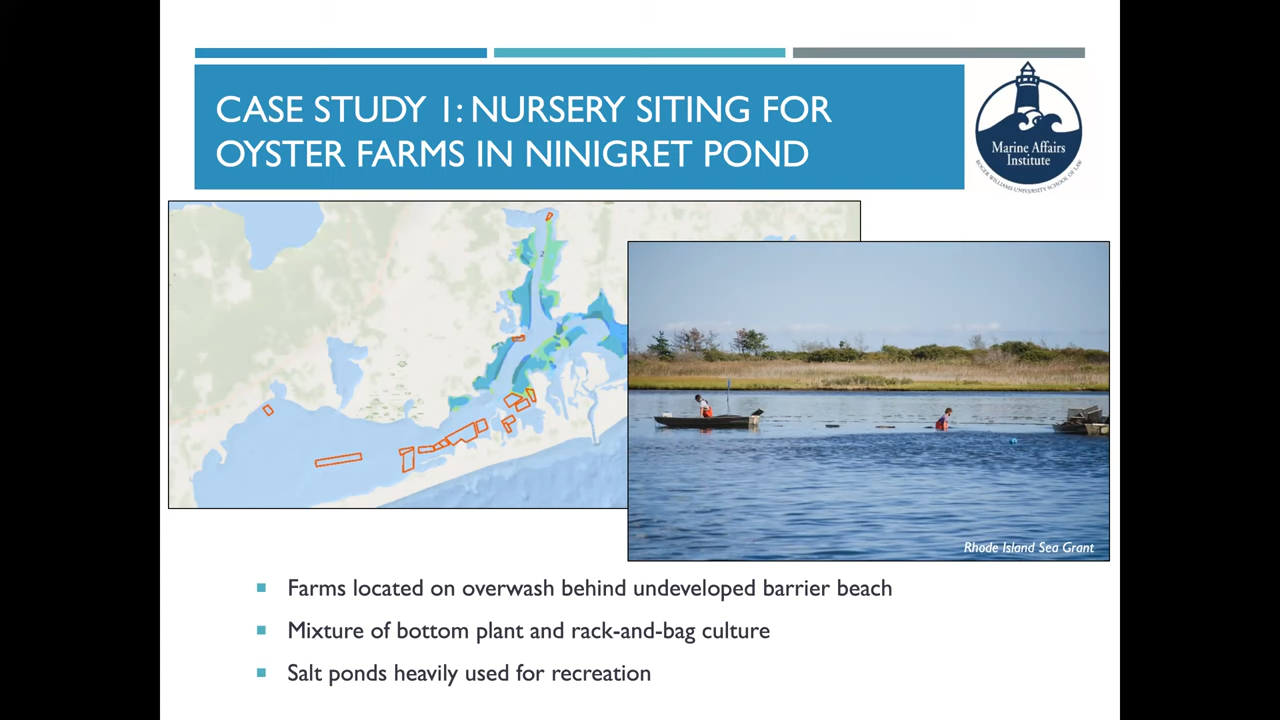 CASE STUDY 1: NURSERY SITING FOR
OYSTER FARMS IN NINIGRET POND
Marine Affairs
Institute
ROGER WILLIAMS UNIVERSITY SCHOOL OF LAW
2
Rhode Island Sea Grant
Farms located on overwash behind undeveloped barrier beach
Mixture of bottom plant and rack-and-bag culture
Salt ponds heavily used for recreation